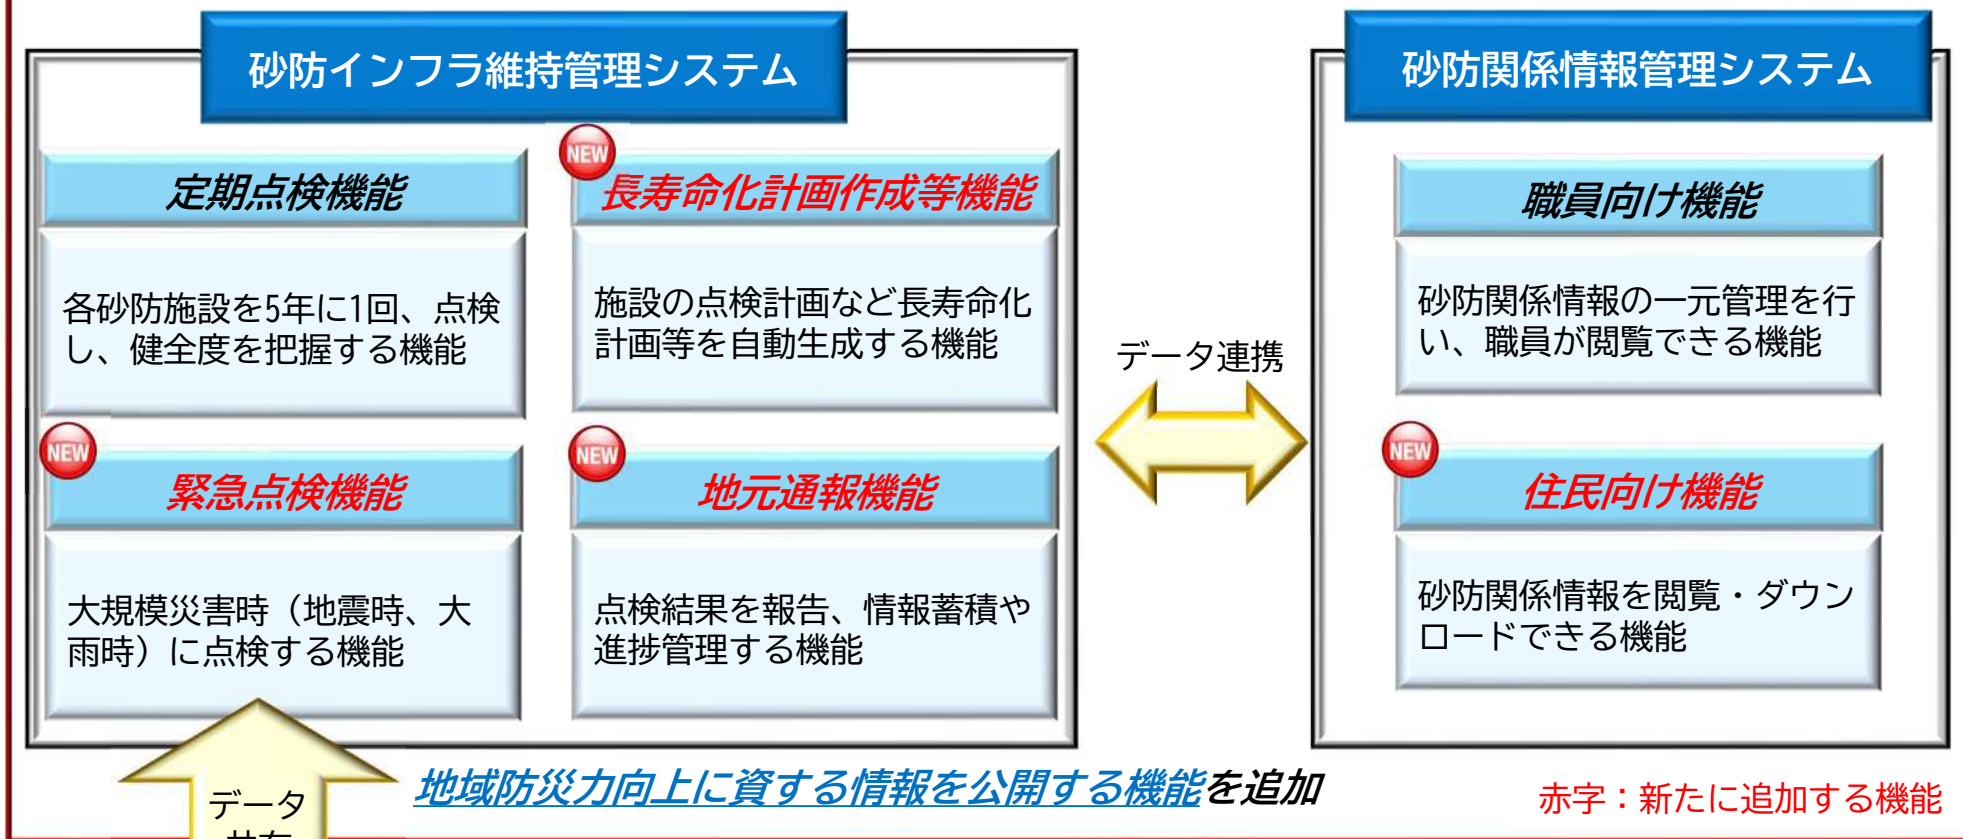 砂防インフラ維持管理システム
定期点検機能
各砂防施設を5年に1回、点検
し、健全度を把握する機能
NEW
長寿命化計画作成等機能
施設の点検計画など長寿命化
計画等を自動生成する機能
NEW
緊急点検機能
大規模災害時（地震時、大
雨時）に点検する機能
NEW
地元通報機能
点検結果を報告、情報蓄積や
進捗管理する機能
データ連携
砂防関係情報管理システム
職員向け機能
砂防関係情報の一元管理を行
い、職員が閲覧できる機能
NEW
住民向け機能
砂防関係情報を閲覧・ダウン
ロードできる機能
データ
地域防災力向上に資する情報を公開する機能を追加
赤字：新たに追加する機能